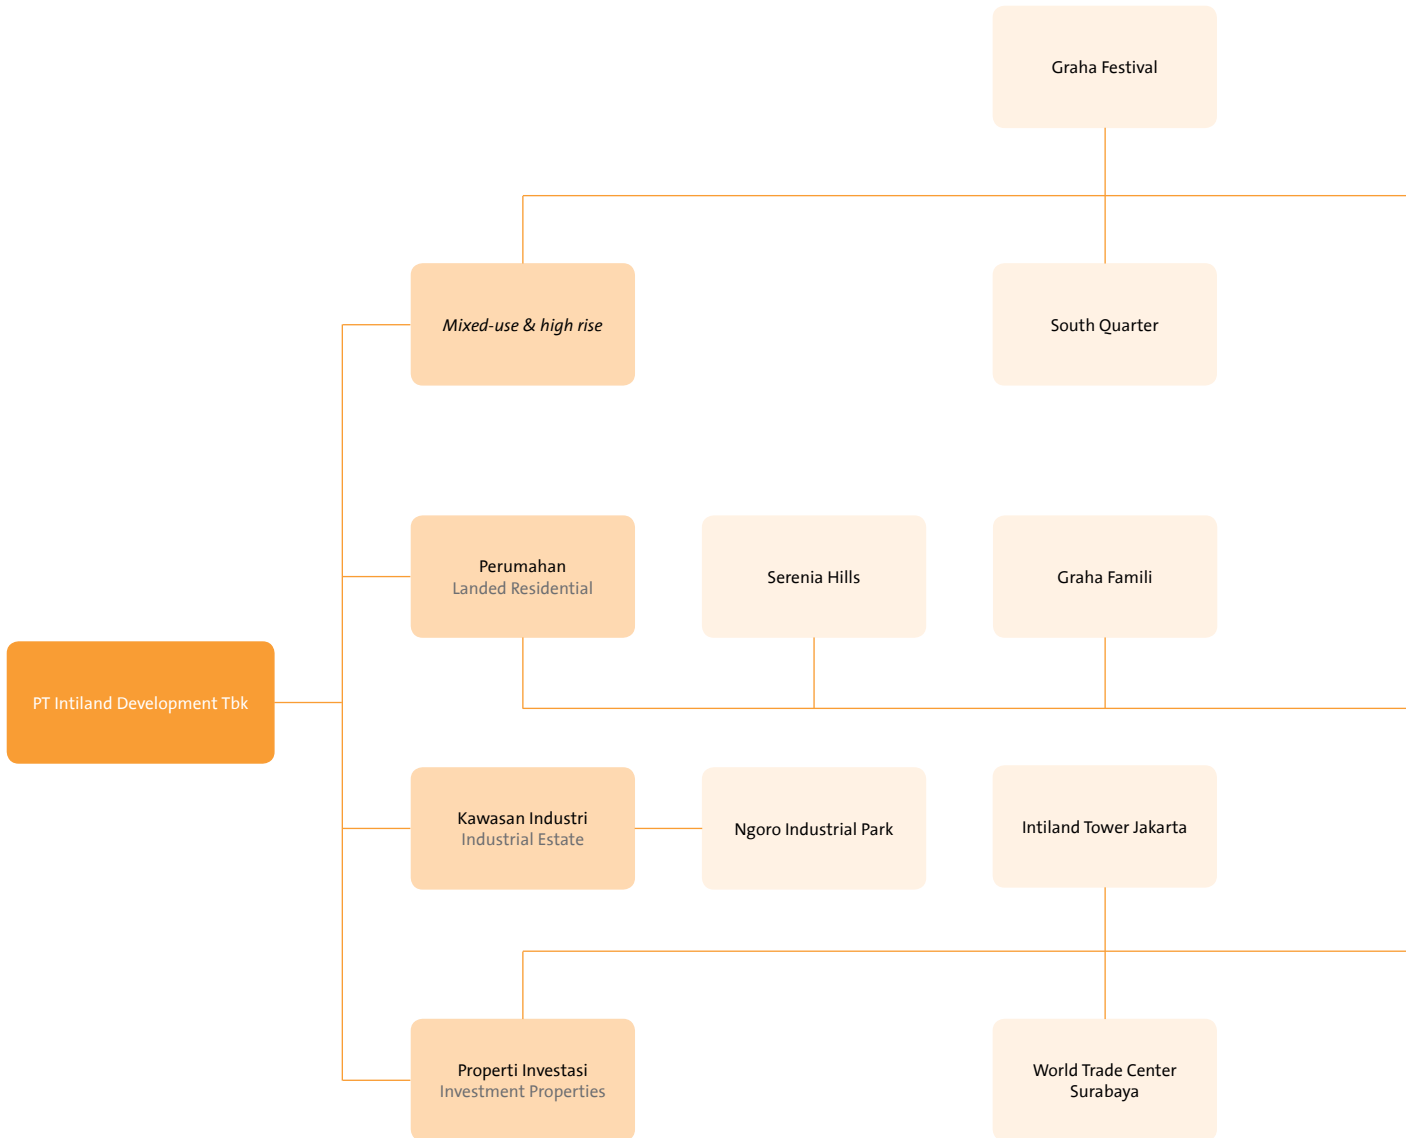 Graha Festival
Mixed-use & high rise
South Quarter
Perumahan
Landed Residential
Serenia Hills
Graha Famili
PT Intiland Development Tbk
Kawasan Industri
Industrial Estate
Ngoro Industrial Park
Intiland Tower Jakarta
Properti Investasi
Investment Properties
World Trade Center
Surabaya